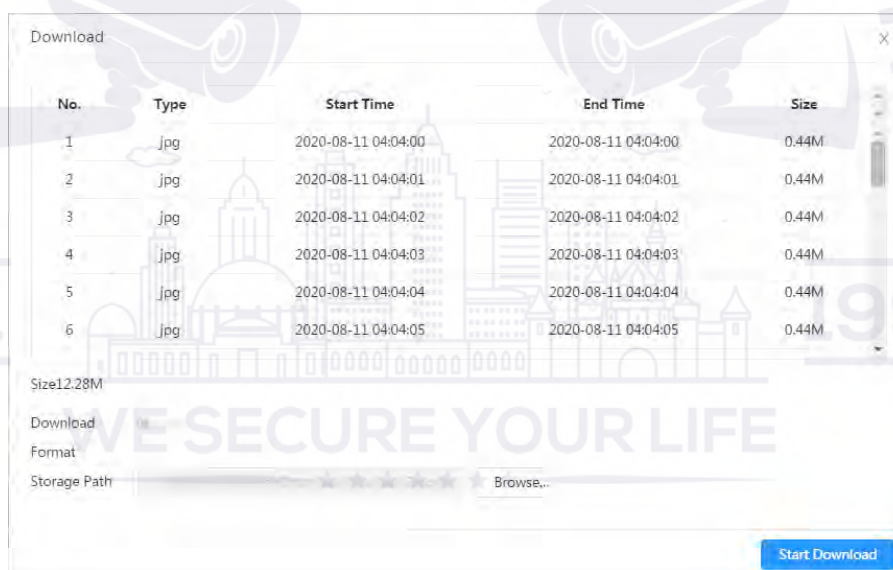 Download
No. Type Start Time End Time Size
1 .jpg 2020-08-11 04:04:00 2020-08-11 04:04:00 0.44M
2 .jpg 2020-08-11 04:04:01 2020-08-11 04:04:01 0.44M
3 .jpg 2020-08-11 04:04:02 2020-08-11 04:04:02 0.44M
4 .jpg 2020-08-11 04:04:03 2020-08-11 04:04:03 0.44M
5 .jpg 2020-08-11 04:04:04 2020-08-11 04:04:04 0.44M
6 .jpg 2020-08-11 04:04:05 2020-08-11 04:04:05 0.44M
19
Size12.28M
Download
WE SECURE YOUR LIFE
Format
Storage Path Browse...
Start Download